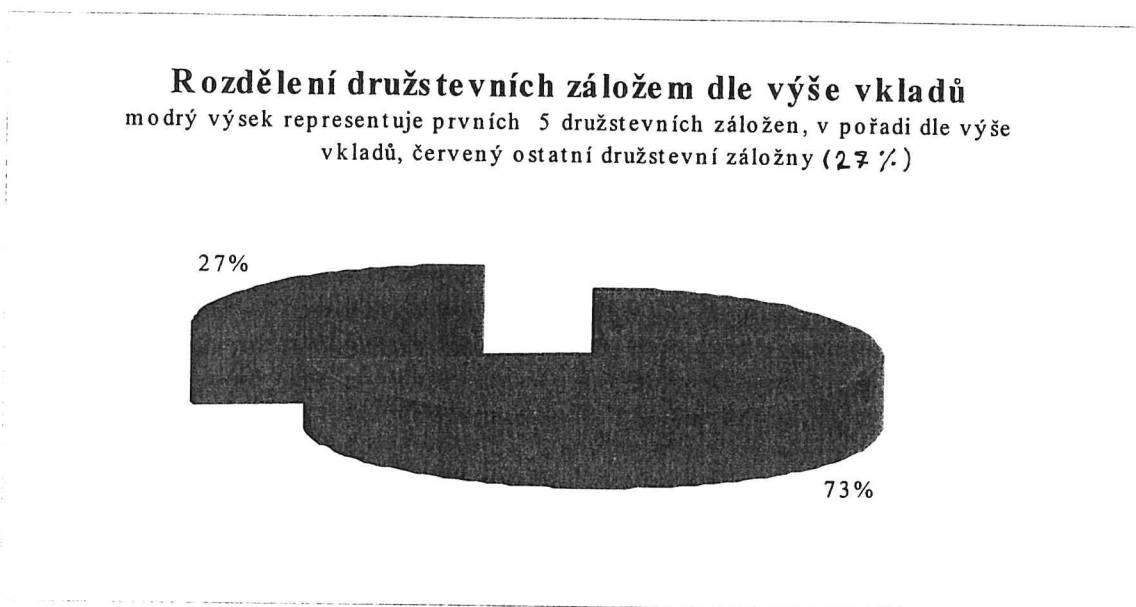 Rozdělení družstevních záložem dle výše vkladů
modrý výsek representuje prvních 5 družstevních záložen, v pořadi dle výše
vkladů, červený ostatní družstevní záložny (27 %)
27%
73%